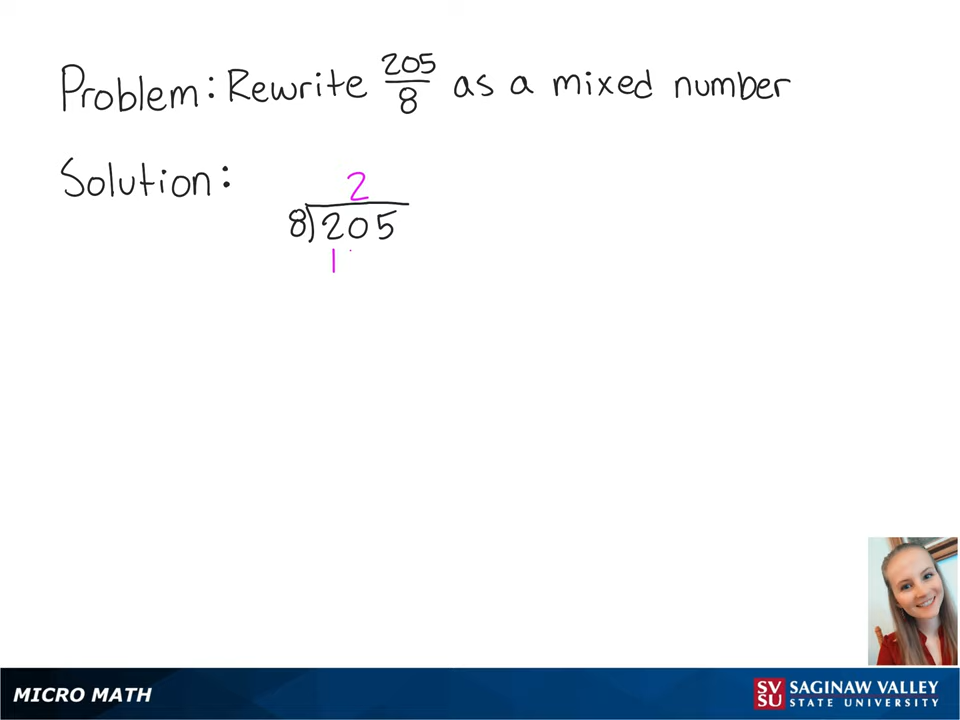 Problem: Rewrite 205/8 as a mixed number
Solution:
2
8)205
1
MICRO MATH
SV SU SAGINAW VALLEY
STATE UNIVERSITY